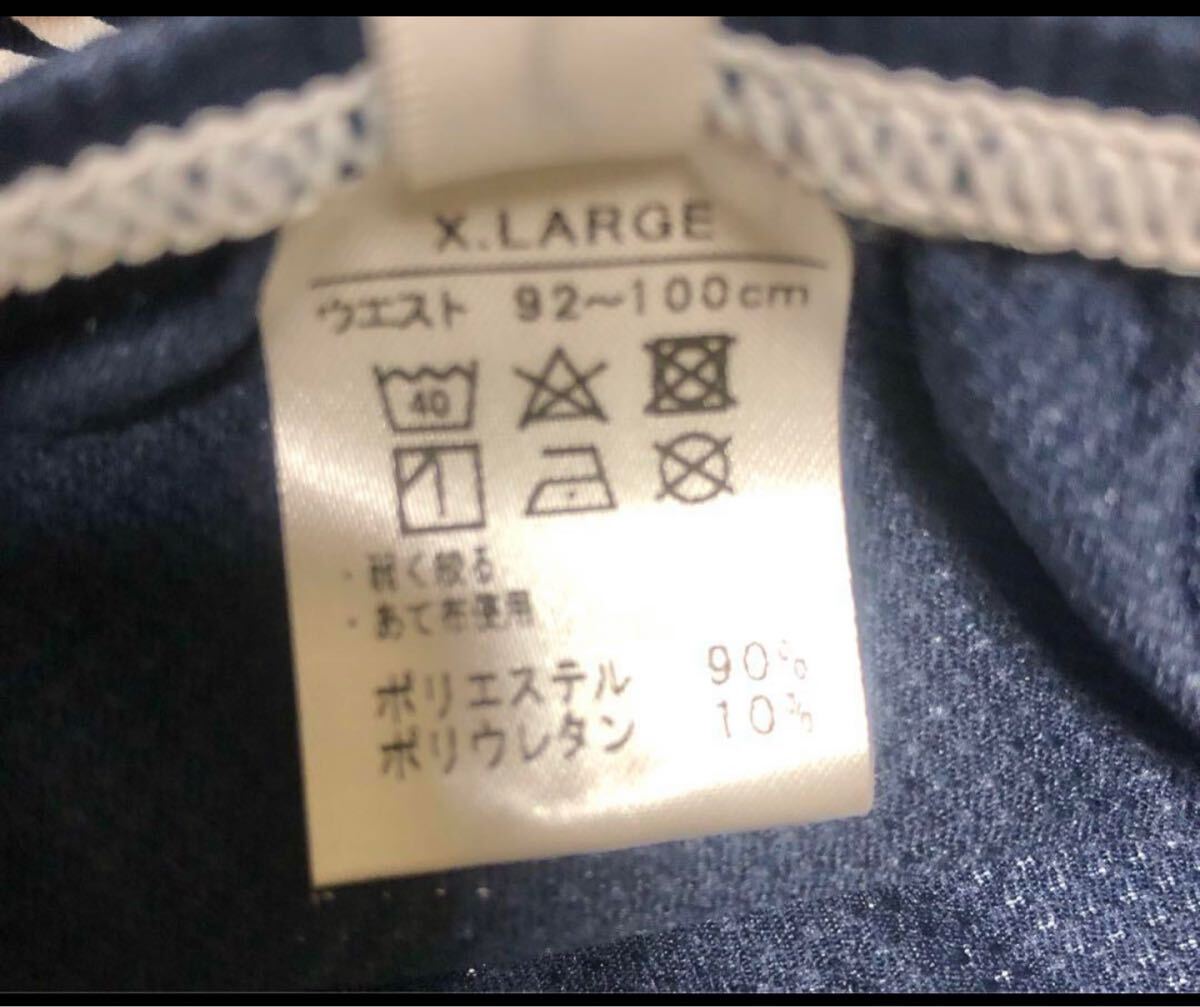 X.LARGE
ウエスト 92～100cm
40
・軽く絞る
・あて布使用
ポリエステル 90%
ポリウレタン 10%